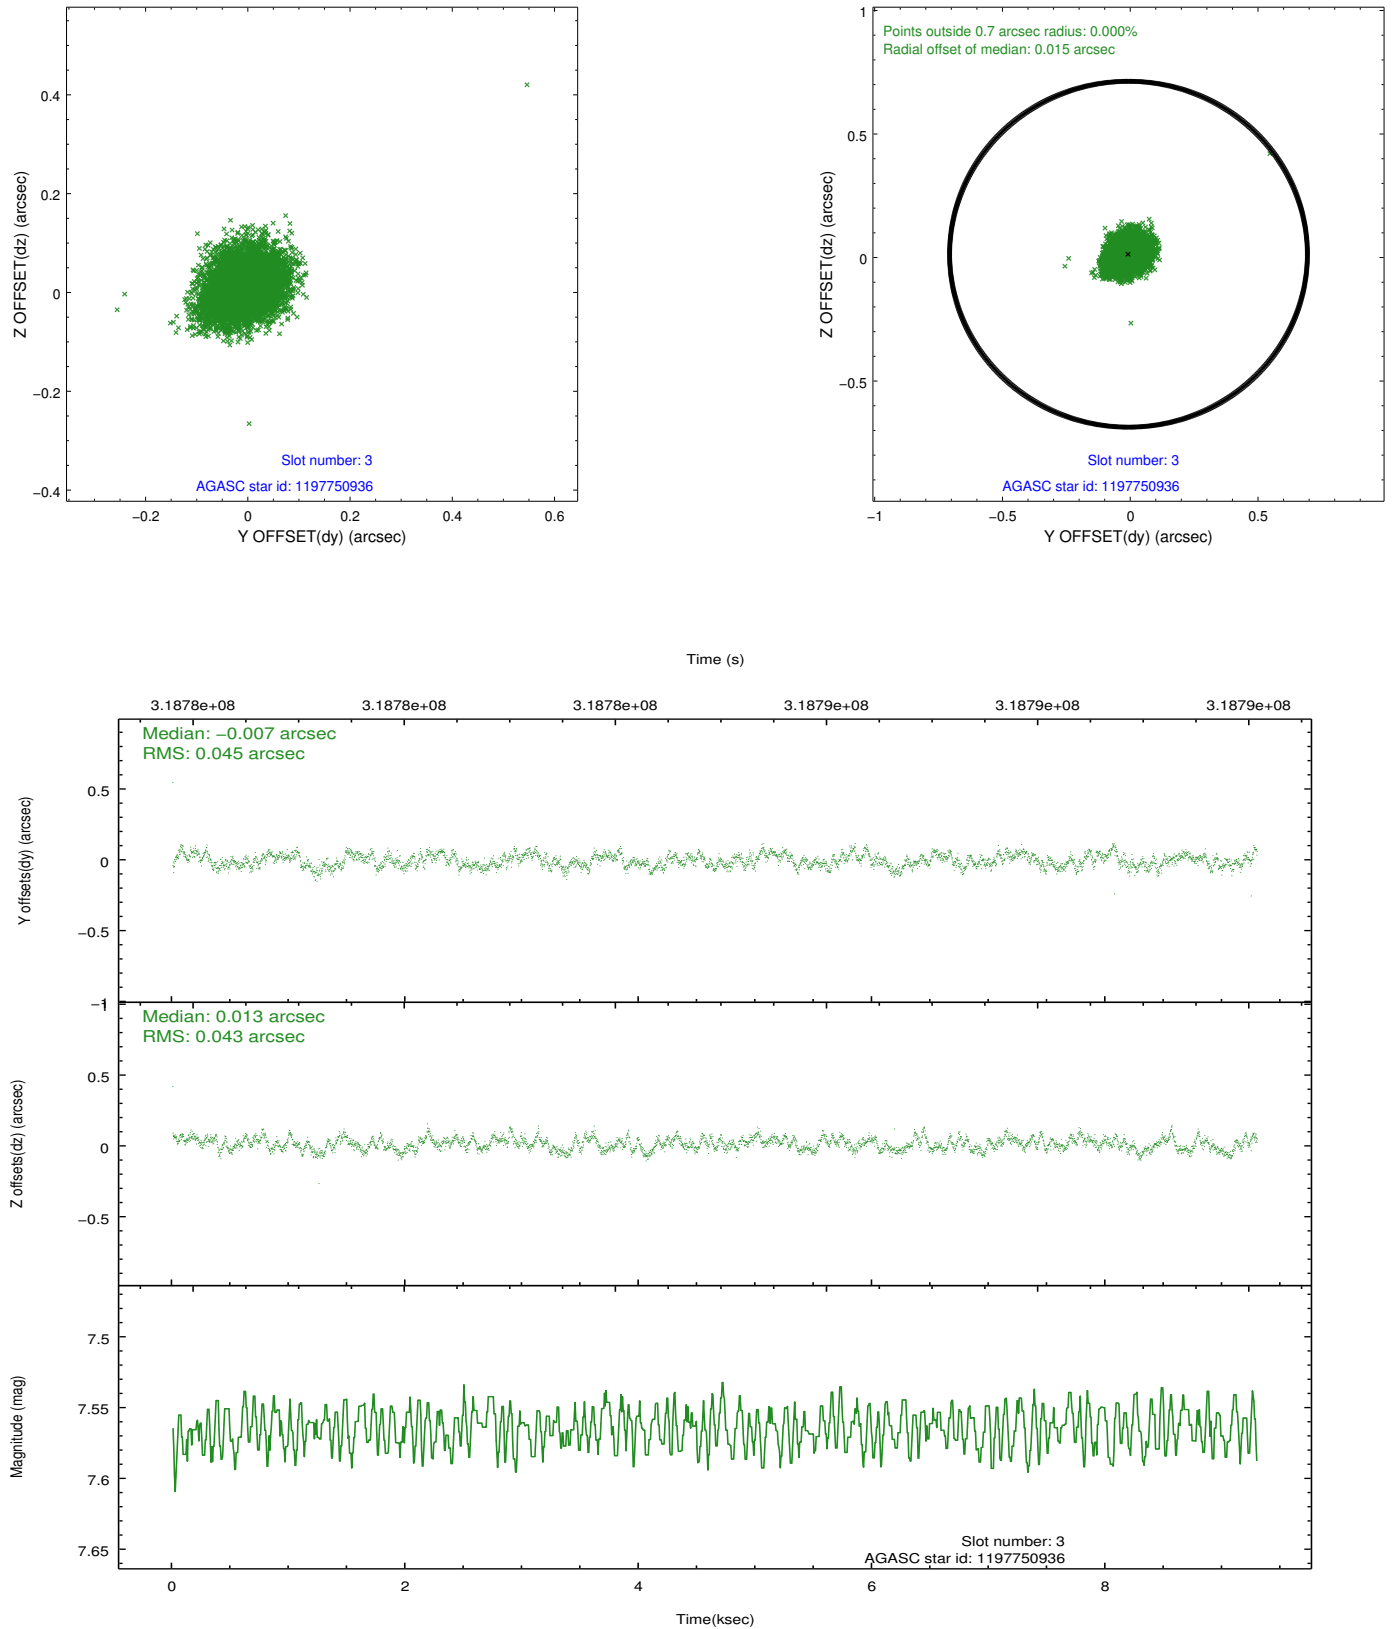 0.4
0.2
0
−0.2
−0.4
Z OFFSET(dz) (arcsec)
Slot number: 3
AGASC star id: 1197750936
−0.2
0
0.2
0.4
0.6
Y OFFSET(dy) (arcsec)
Points outside 0.7 arcsec radius: 0.000%
Radial offset of median: 0.015 arcsec
1
0.5
0
−0.5
Z OFFSET(dz) (arcsec)
Slot number: 3
AGASC star id: 1197750936
−1
−0.5
0
0.5
Y OFFSET(dy) (arcsec)
Time (s)
3.1878e+08
3.1878e+08
3.1878e+08
3.1879e+08
3.1879e+08
3.1879e+08
Median: −0.007 arcsec
RMS: 0.045 arcsec
0.5
0
−0.5
−1
Y offsets(dy) (arcsec)
Median: 0.013 arcsec
RMS: 0.043 arcsec
0.5
0
−0.5
Z offsets(dz) (arcsec)
7.5
7.55
7.6
7.65
Magnitude (mag)
Slot number: 3
AGASC star id: 1197750936
0
2
4
6
8
Time(ksec)